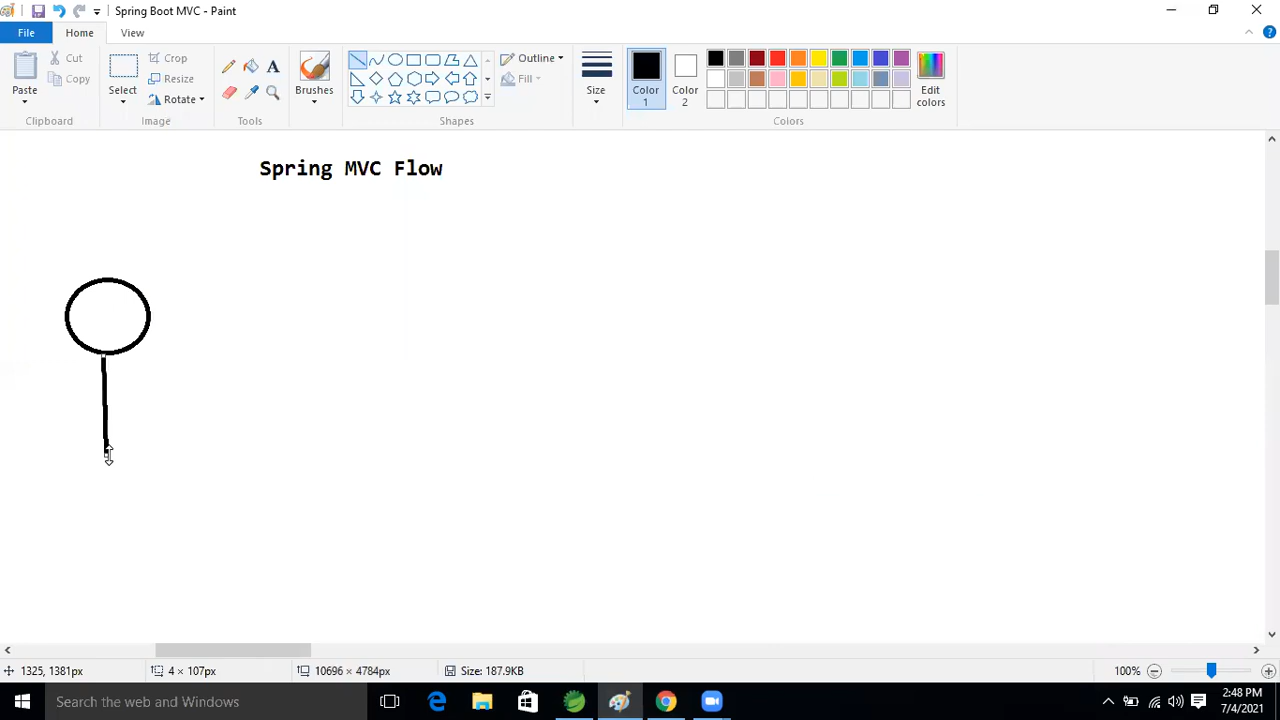 Spring Boot MVC - Paint
File
Home
View
Paste
Cut
Copy
Clipboard
Select
Crop
Resize
Rotate
Image
A
Tools
Brushes
Outline
Fill
Shapes
Size
Color
1
Color
2
Edit
colors
Colors
Spring MVC Flow
1325, 1381px
4 × 107px
10696 × 4784px
Size: 187.9KB
100%
Search the web and Windows
2:48 PM
7/4/2021